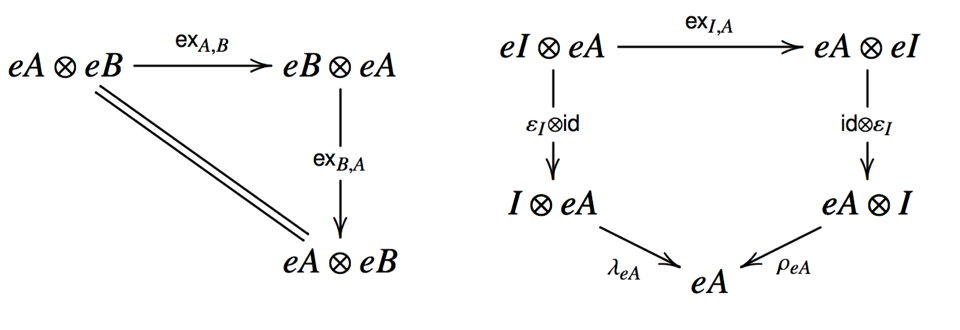 eA ⊗ eB ex_{A,B} eB ⊗ eA
ex_{B,A}
eA ⊗ eB
eI ⊗ eA ex_{I,A} eA ⊗ eI
ε_I⊗id id⊗ε_I
I ⊗ eA eA ⊗ I
λ_{eA} ρ_{eA}
eA